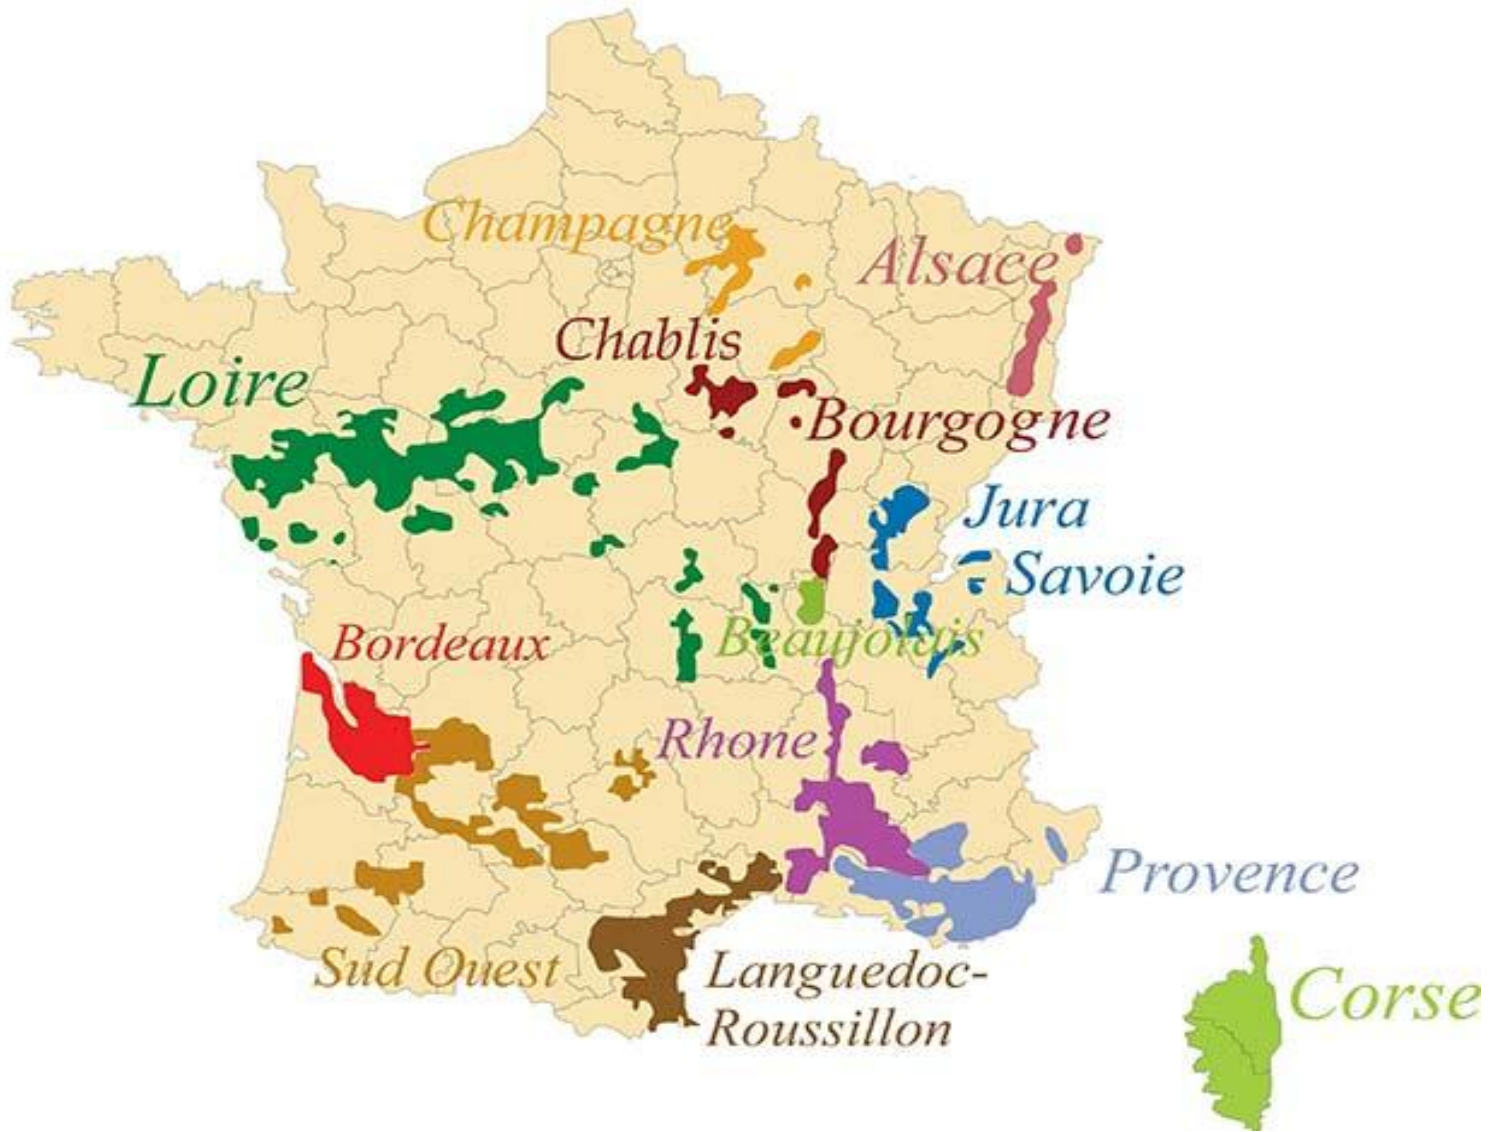 Champagne
Alsace
Chablis
Loire
Bourgogne
Jura
Savoie
Bordeaux
Beaujolais
Rhone
Provence
Sud Ouest
Languedoc-
Roussillon
Corse